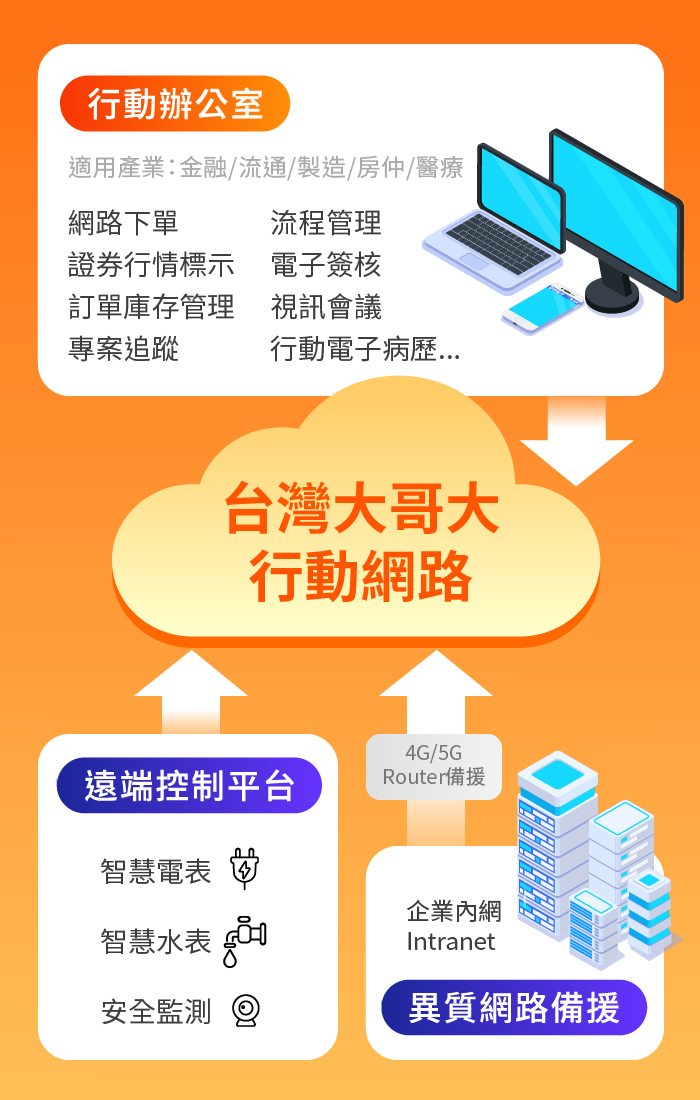 行動辦公室
適用產業：金融/流通/製造/房仲/醫療
網路下單
流程管理
證券行情標示
電子簽核
訂單庫存管理
視訊會議
專案追蹤
行動電子病歷...
台灣大哥大
行動網路
遠端控制平台
智慧電表
智慧水表
安全監測
4G/5G
Router備援
企業內網
Intranet
異質網路備援